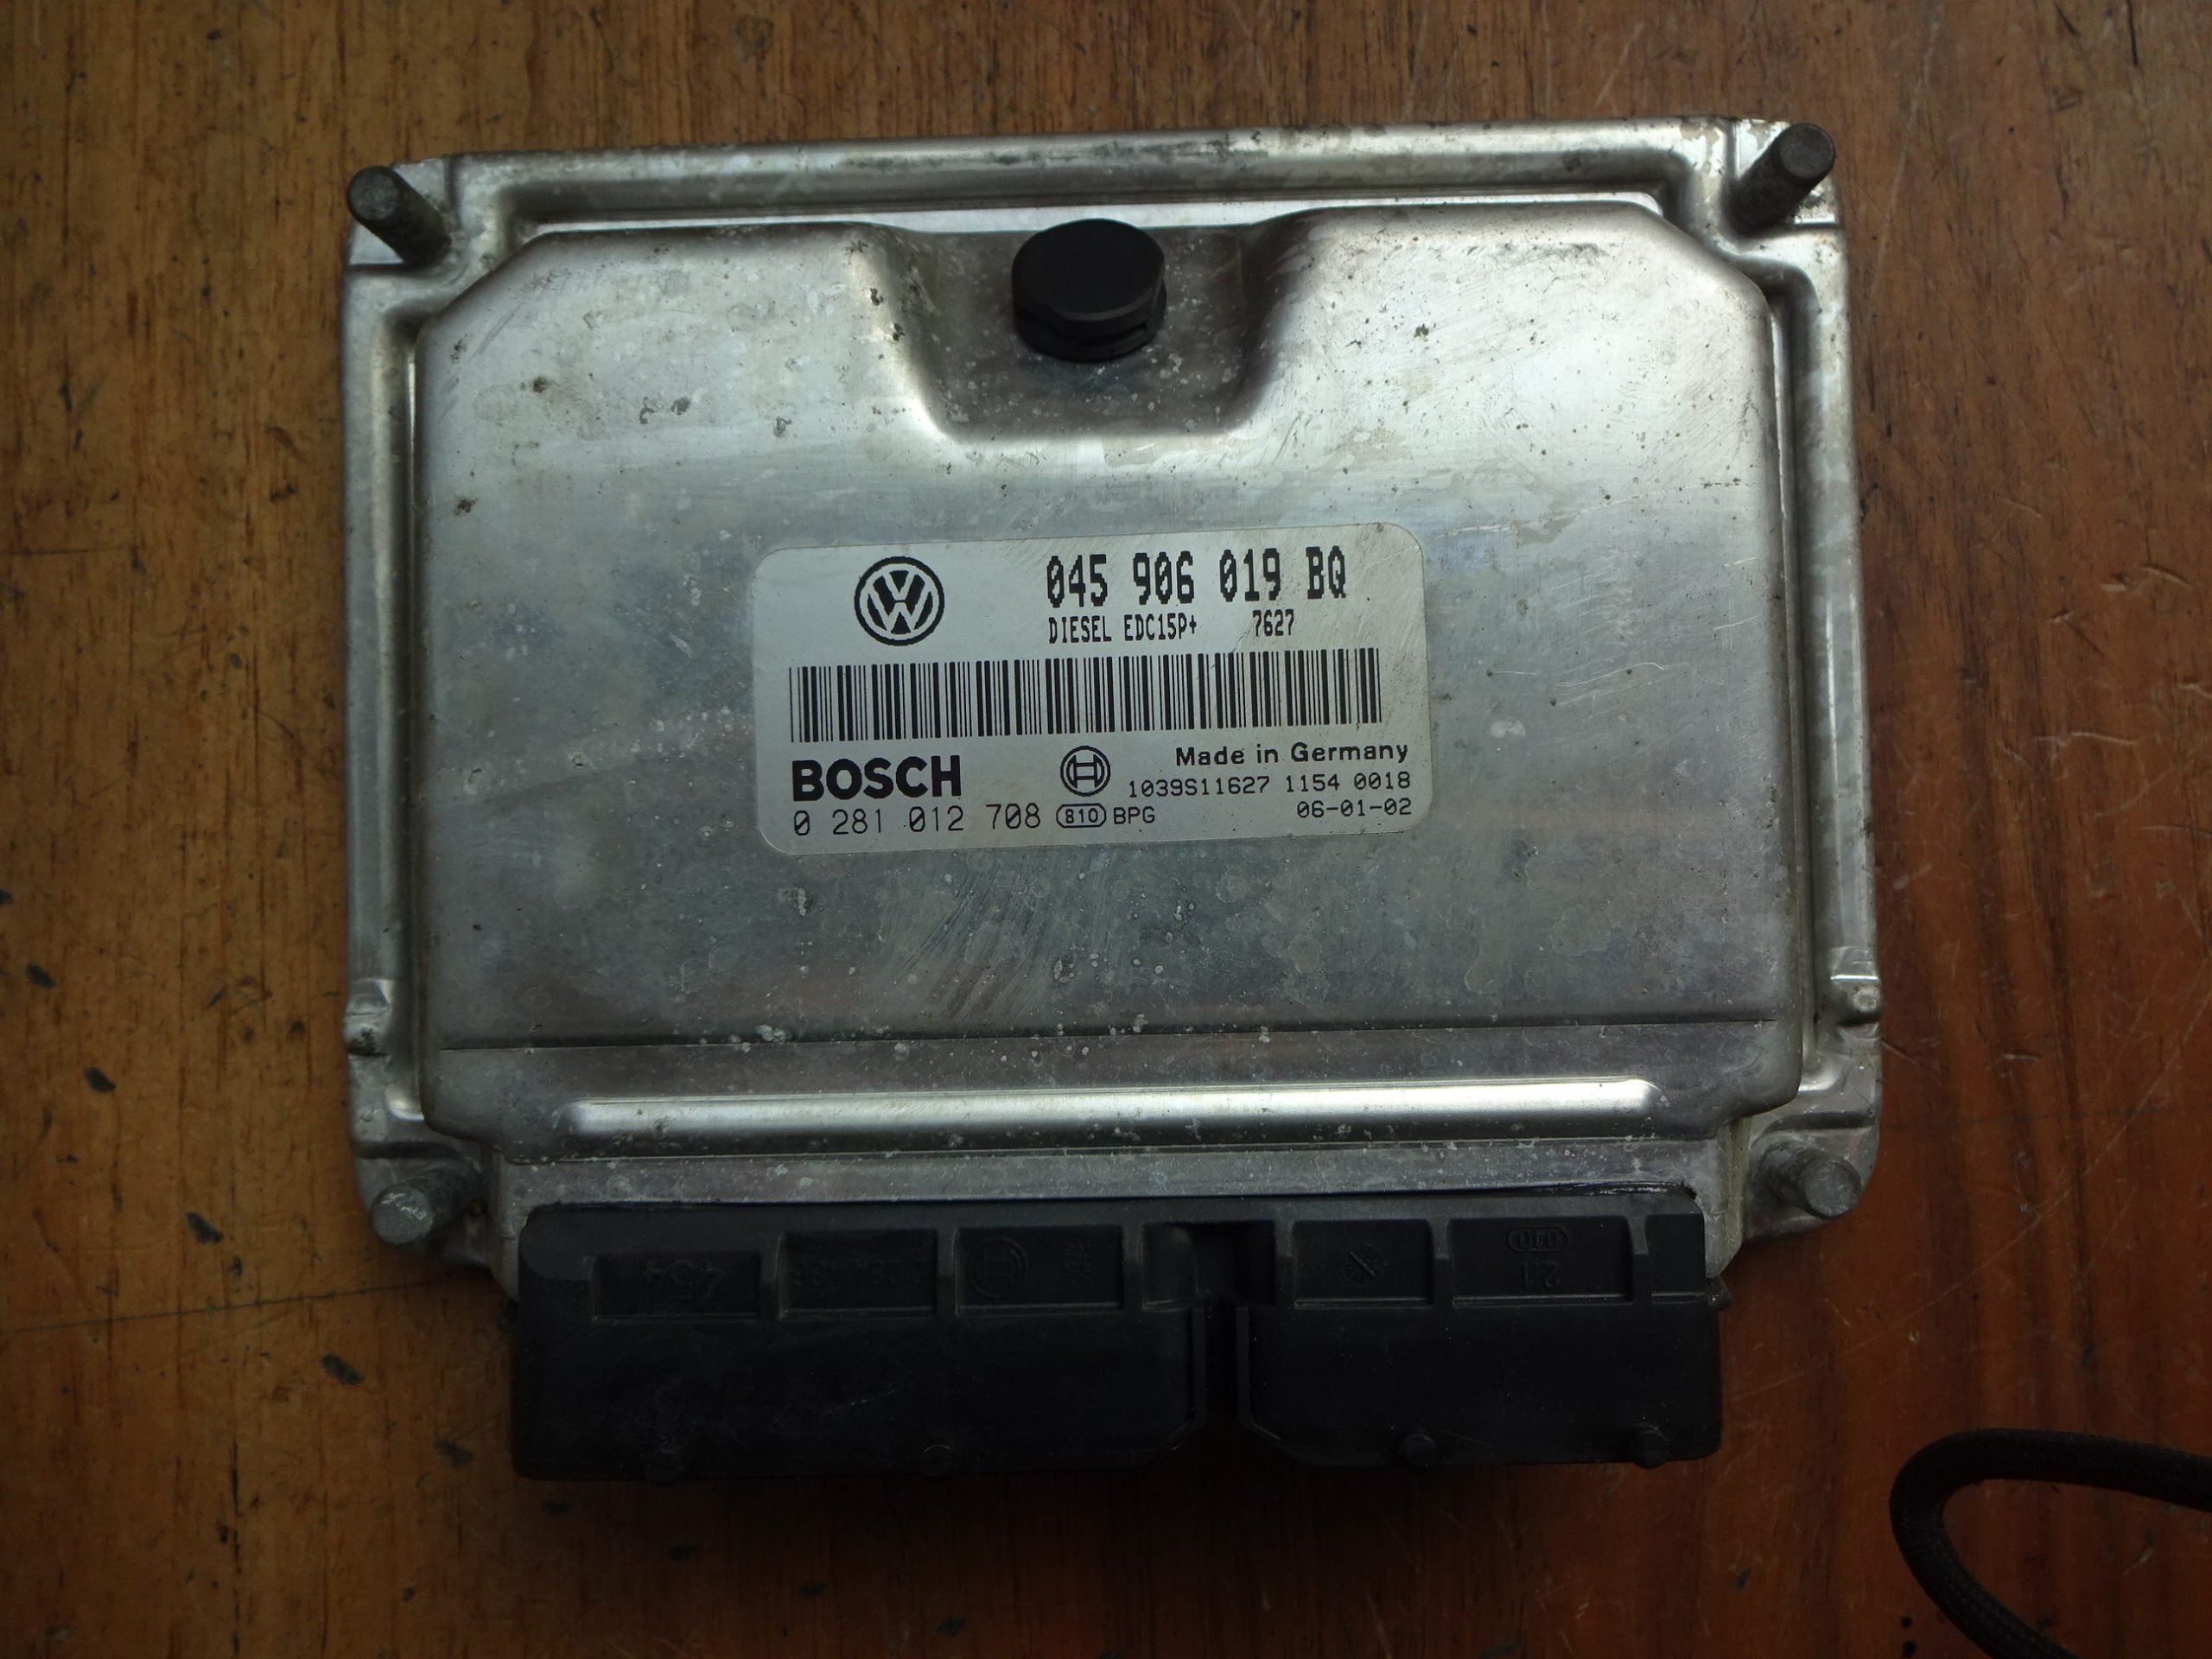 045 906 019 BQ
DIESEL EDC15P+ 7627
BOSCH
Made in Germany
1039S11627 1154 0018
0 281 012 708 810 BPG 06-01-02